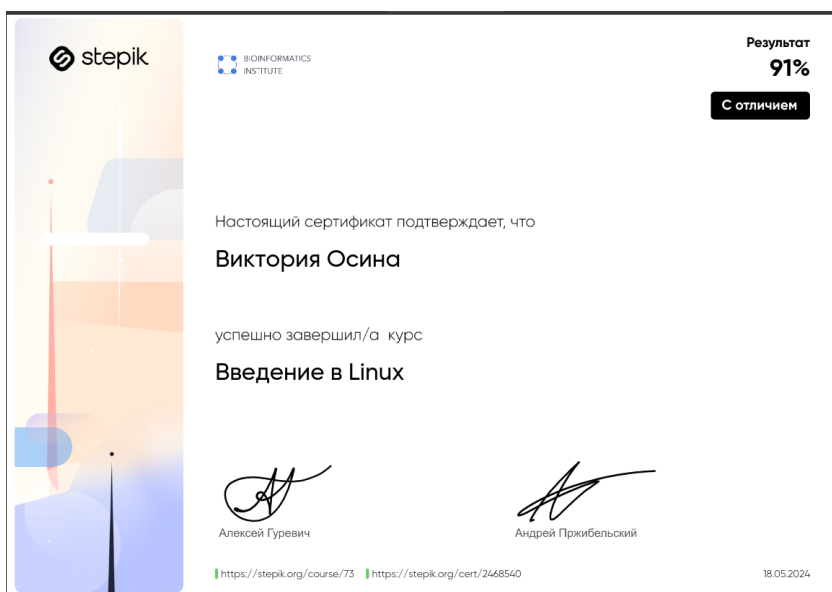 stepik
BIOINFORMATICS
INSTITUTE
Результат
91%
С отличием
Настоящий сертификат подтверждает, что
Виктория Осина
успешно завершил/а курс
Введение в Linux
Алексей Гуревич
Андрей Пржибельский
https://stepik.org/course/73 https://stepik.org/cert/2468540
18.05.2024